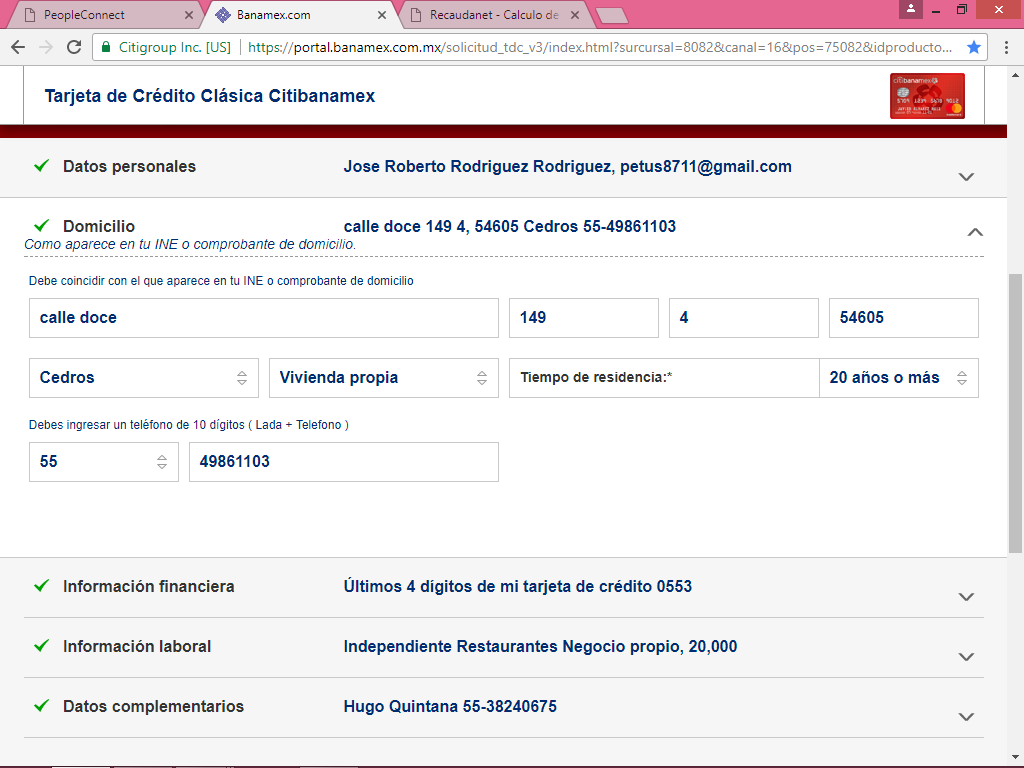 PeopleConnect
Banamex.com
Recaudanet - Calculo de
Citigroup Inc. [US]
https://portal.banamex.com.mx/solicitud_tdc_v3/index.html?surcursal=8082&canal=16&pos=75082&idproducto...
Tarjeta de Crédito Clásica Citibanamex
citibanamex
Datos personales
Jose Roberto Rodriguez Rodriguez, petus8711@gmail.com
Domicilio
calle doce 149 4, 54605 Cedros 55-49861103
Como aparece en tu INE o comprobante de domicilio.
Debe coincidir con el que aparece en tu INE o comprobante de domicilio
calle doce
149
4
54605
Cedros
Vivienda propia
Tiempo de residencia:*
20 años o más
Debes ingresar un teléfono de 10 dígitos ( Lada + Telefono )
55
49861103
Información financiera
Últimos 4 dígitos de mi tarjeta de crédito 0553
Información laboral
Independiente Restaurantes Negocio propio, 20,000
Datos complementarios
Hugo Quintana 55-38240675